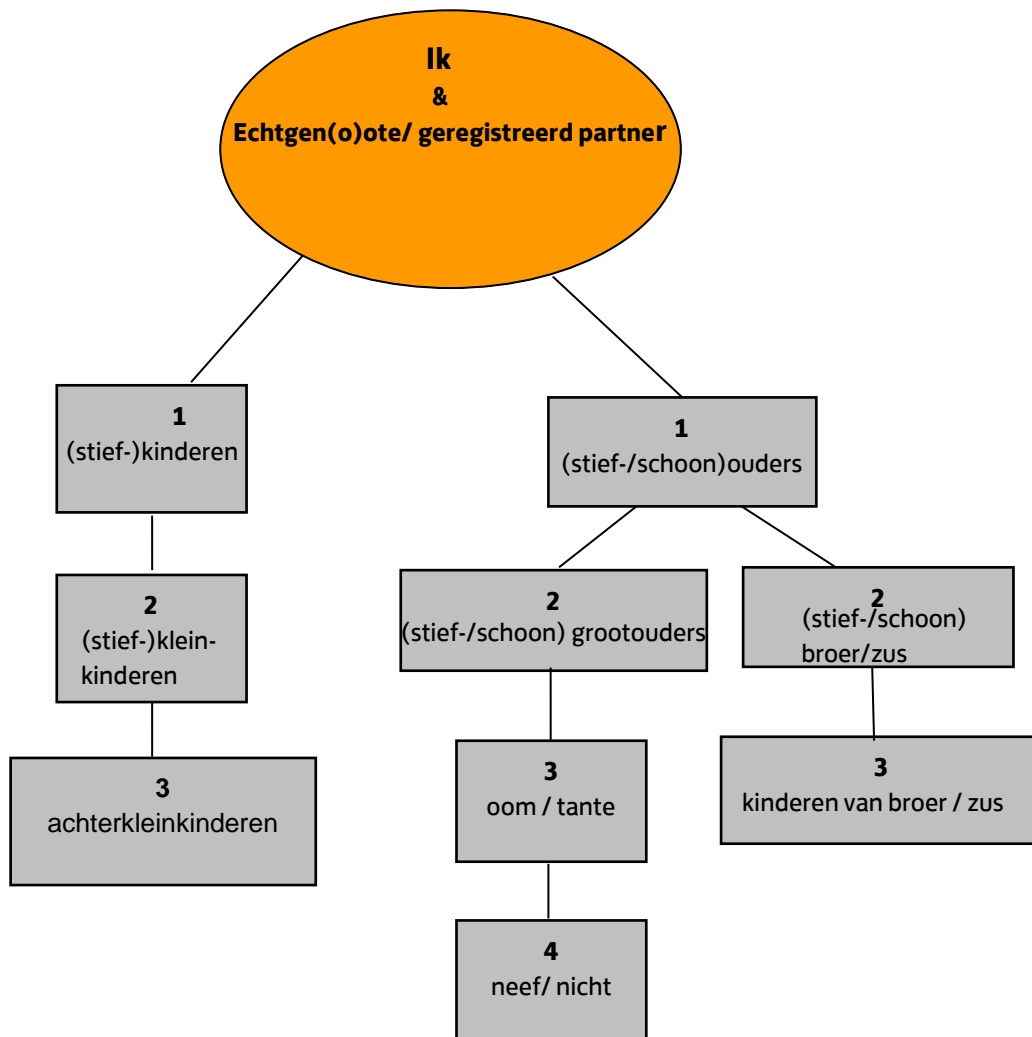 Ik
&
Echtgen(o)ote/ geregistreerd partner
1
(stief-)kinderen
1
(stief-/schoon)ouders
2
(stief-)klein-
kinderen
2
(stief-/schoon) grootouders
2
(stief-/schoon)
broer/zus
3
achterkleinkinderen
3
oom / tante
3
kinderen van broer / zus
4
neef/ nicht